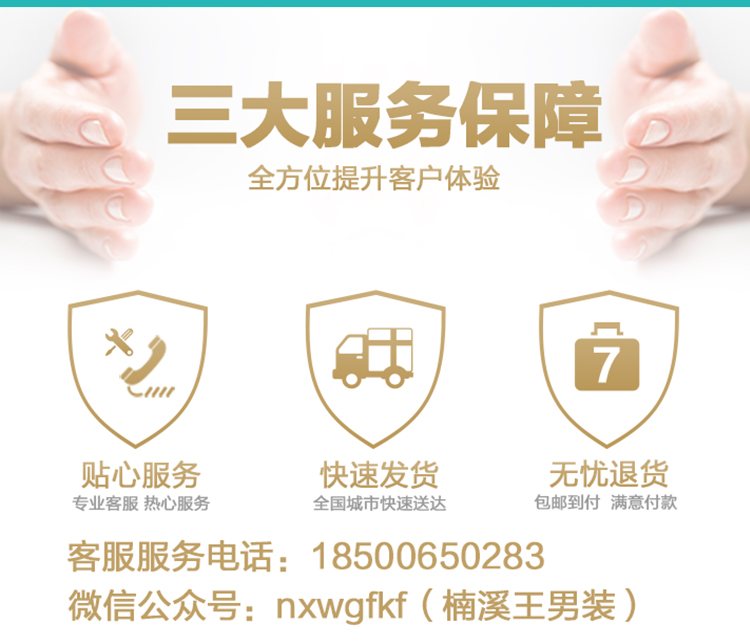 三大服务保障
全方位提升客户体验
7
贴心服务
专业客服 热心服务
快速发货
全国城市快速送达
无忧退货
包邮到付 满意付款
客服服务电话：18500650283
微信公众号：nxwgfkf（楠溪王男装）